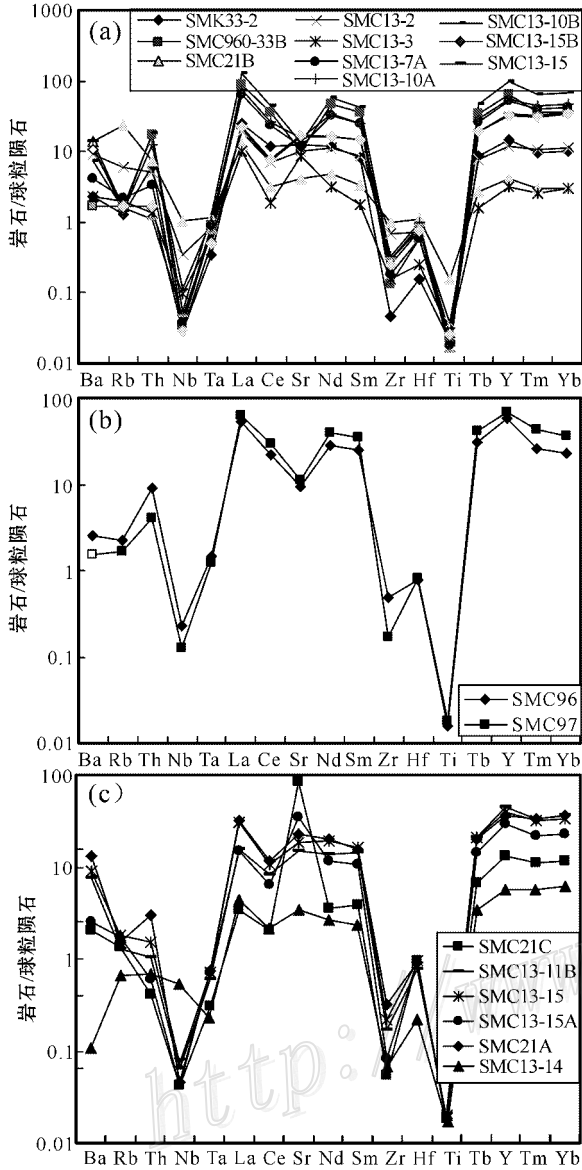 (a)
SMK33-2 SMC13-2 SMC13-10B
SMC960-33B SMC13-3 SMC13-15B
SMC21B SMC13-7A SMC13-15
SMC13-10A
1000
100
10
1
0.1
0.01
岩石/球粒陨石
Ba Rb Th Nb Ta La Ce Sr Nd Sm Zr Hf Ti Tb Y Tm Yb
(b)
100
10
1
0.1
0.01
岩石/球粒陨石
SMC96
SMC97
Ba Rb Th Nb Ta La Ce Sr Nd Sm Zr Hf Ti Tb Y Tm Yb
(c)
100
10
1
0.1
0.01
岩石/球粒陨石
SMC21C
SMC13-11B
SMC13-15
SMC13-15A
SMC21A
SMC13-14
Ba Rb Th Nb Ta La Ce Sr Nd Sm Zr Hf Ti Tb Y Tm Yb
http://www